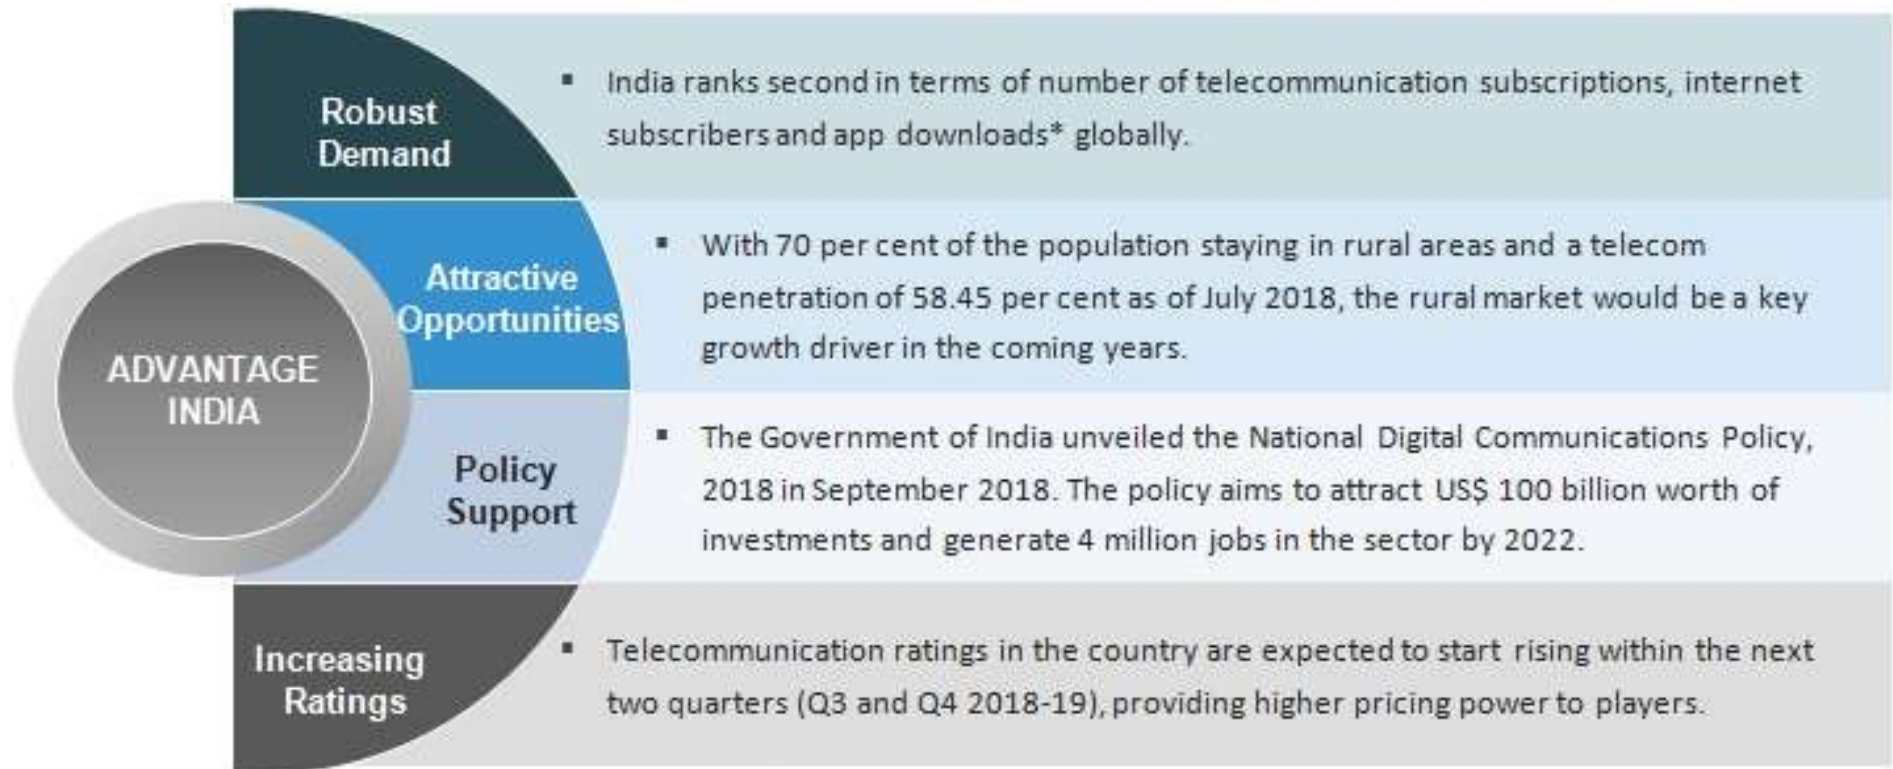 ADVANTAGE
INDIA
Robust
Demand
▪ India ranks second in terms of number of telecommunication subscriptions, internet
subscribers and app downloads* globally.
Attractive
Opportunities
▪ With 70 per cent of the population staying in rural areas and a telecom
penetration of 58.45 per cent as of July 2018, the rural market would be a key
growth driver in the coming years.
Policy
Support
▪ The Government of India unveiled the National Digital Communications Policy,
2018 in September 2018. The policy aims to attract US$ 100 billion worth of
investments and generate 4 million jobs in the sector by 2022.
Increasing
Ratings
▪ Telecommunication ratings in the country are expected to start rising within the next
two quarters (Q3 and Q4 2018-19), providing higher pricing power to players.